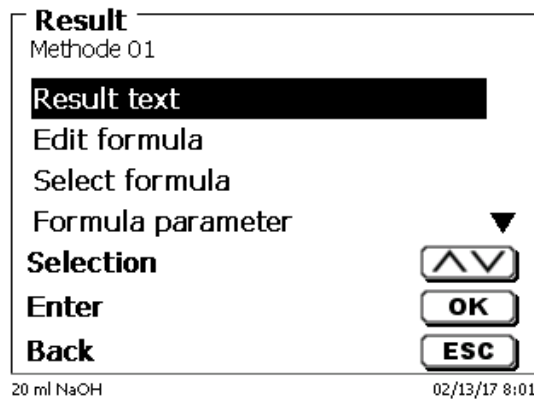 Result
Methode 01
Result text
Edit formula
Select formula
Formula parameter
Selection
Enter OK
Back ESC
20 ml NaOH 02/13/17 8:01